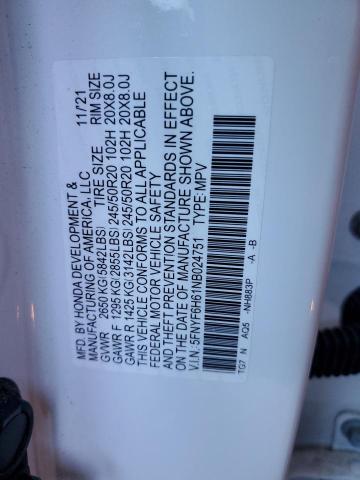 MFD. BY HONDA DEVELOPMENT & 11/21
MANUFACTURING OF AMERICA, LLC. TIRE SIZE RIM SIZE
GVWR 2650 KG(5842LBS)
GAWR F 1295 KG(2855LBS) 245/50R20 102H 20X8.0J
GAWR R 1425 KG(3142LBS) 245/50R20 102H 20X8.0J
THIS VEHICLE CONFORMS TO ALL APPLICABLE
FEDERAL MOTOR VEHICLE SAFETY
AND THEFT PREVENTION STANDARDS IN EFFECT
ON THE DATE OF MANUFACTURE SHOWN ABOVE.
V.I.N: 5FNYF6H61NB024751 TYPE: MPV
TG7 N AQ5 -NH883P -A -B